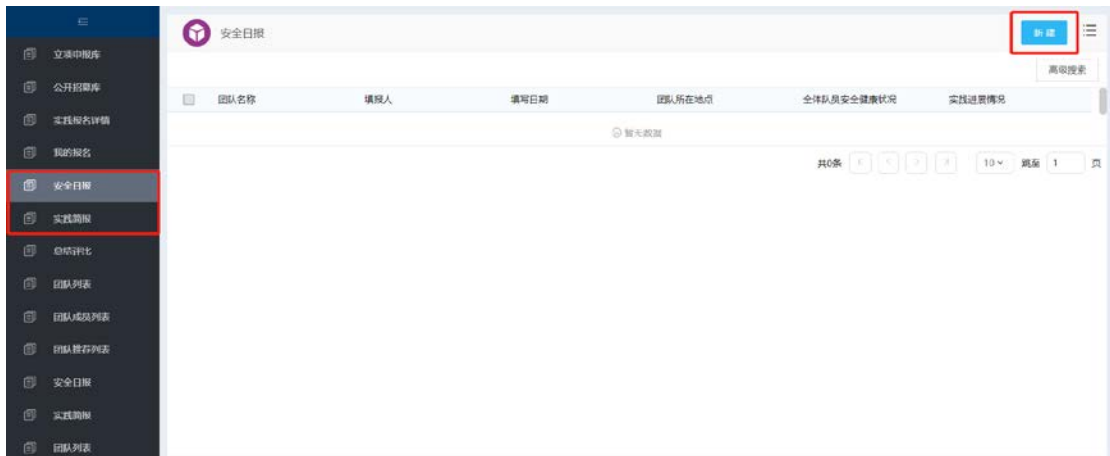 安全日报
新建
立项申报库
高级搜索
公开招募库
团队名称 填报人 填写日期 团队所在地点 全体队员安全健康状况 实践进展情况
实践报名详情
暂无数据
我的报名
共0条 10 跳至 1 页
安全日报
实践简报
总结评比
团队列表
团队成员列表
团队推荐列表
安全日报
实践简报
团队列表